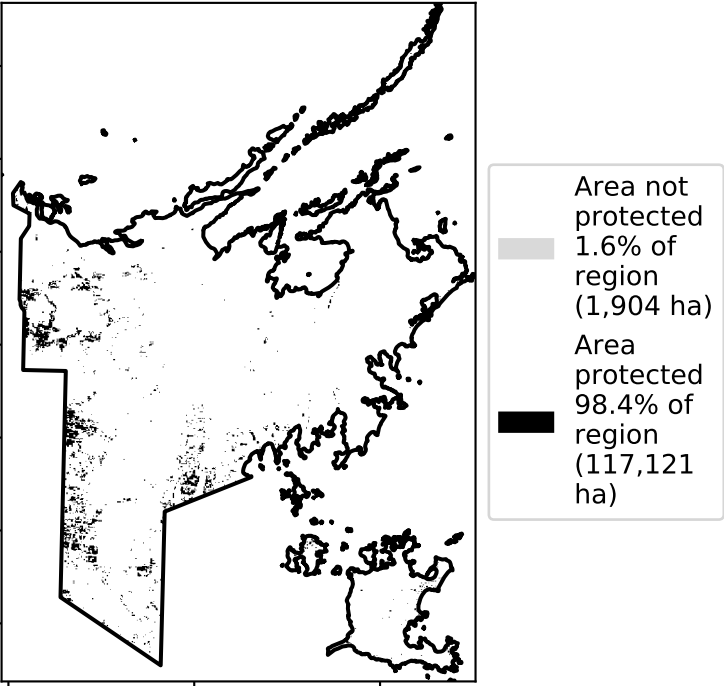 Area not
protected
1.6% of
region
(1,904 ha)
Area
protected
98.4% of
region
(117,121
ha)